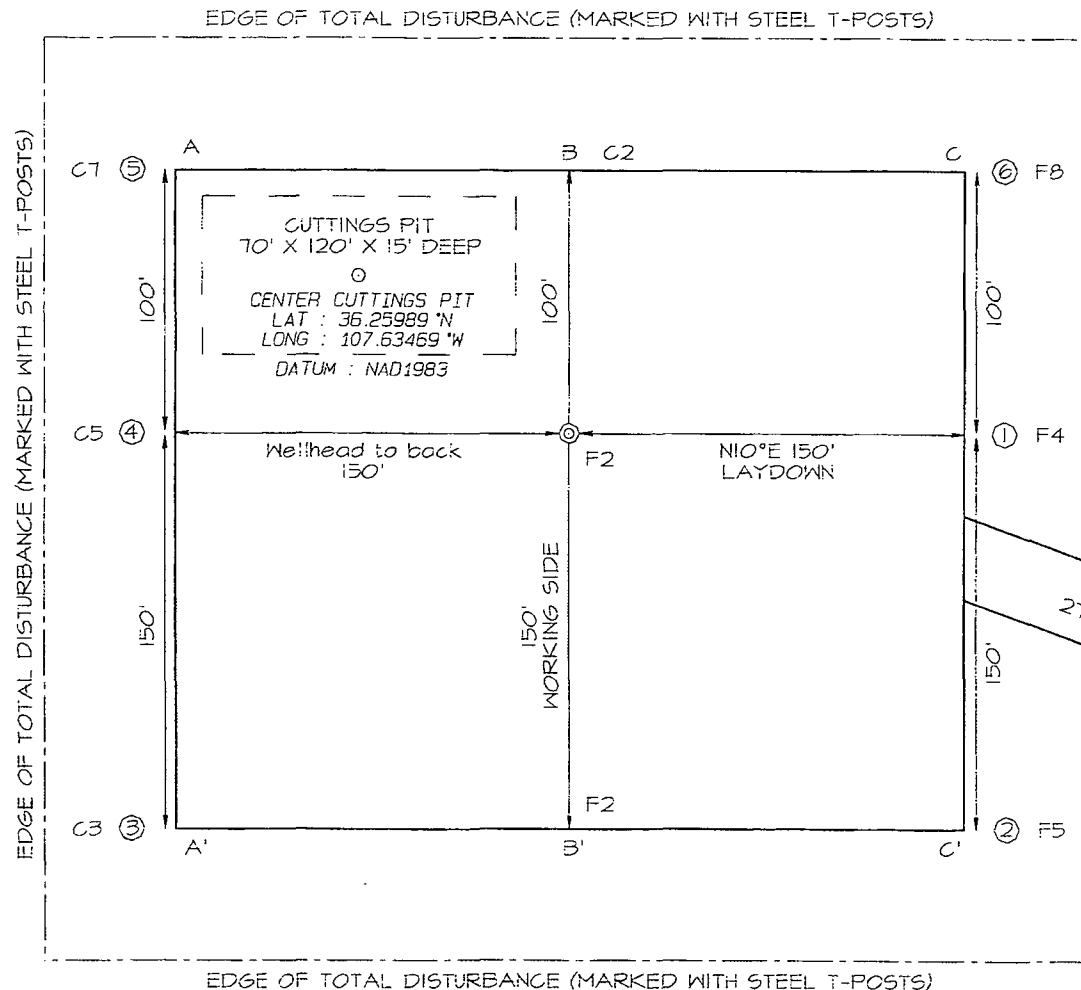 EDGE OF TOTAL DISTURBANCE (MARKED WITH STEEL T-POSTS)
EDGE OF TOTAL DISTURBANCE (MARKED WITH STEEL T-POSTS)
A
B C2
C
C7 5
6 F8
CUTTINGS PIT
70' X 120' X 15' DEEP
CENTER CUTTINGS PIT
LAT : 36.25989 °N
LONG : 107.63469 °W
DATUM : NAD1983
100'
100'
100'
C5 4
1 F4
Wellhead to back
150'
F2
N10°E 150'
LAYDOWN
150'
150'
WORKING SIDE
150'
F2
C3 3
2 F5
A'
B'
C'
EDGE OF TOTAL DISTURBANCE (MARKED WITH STEEL T-POSTS)